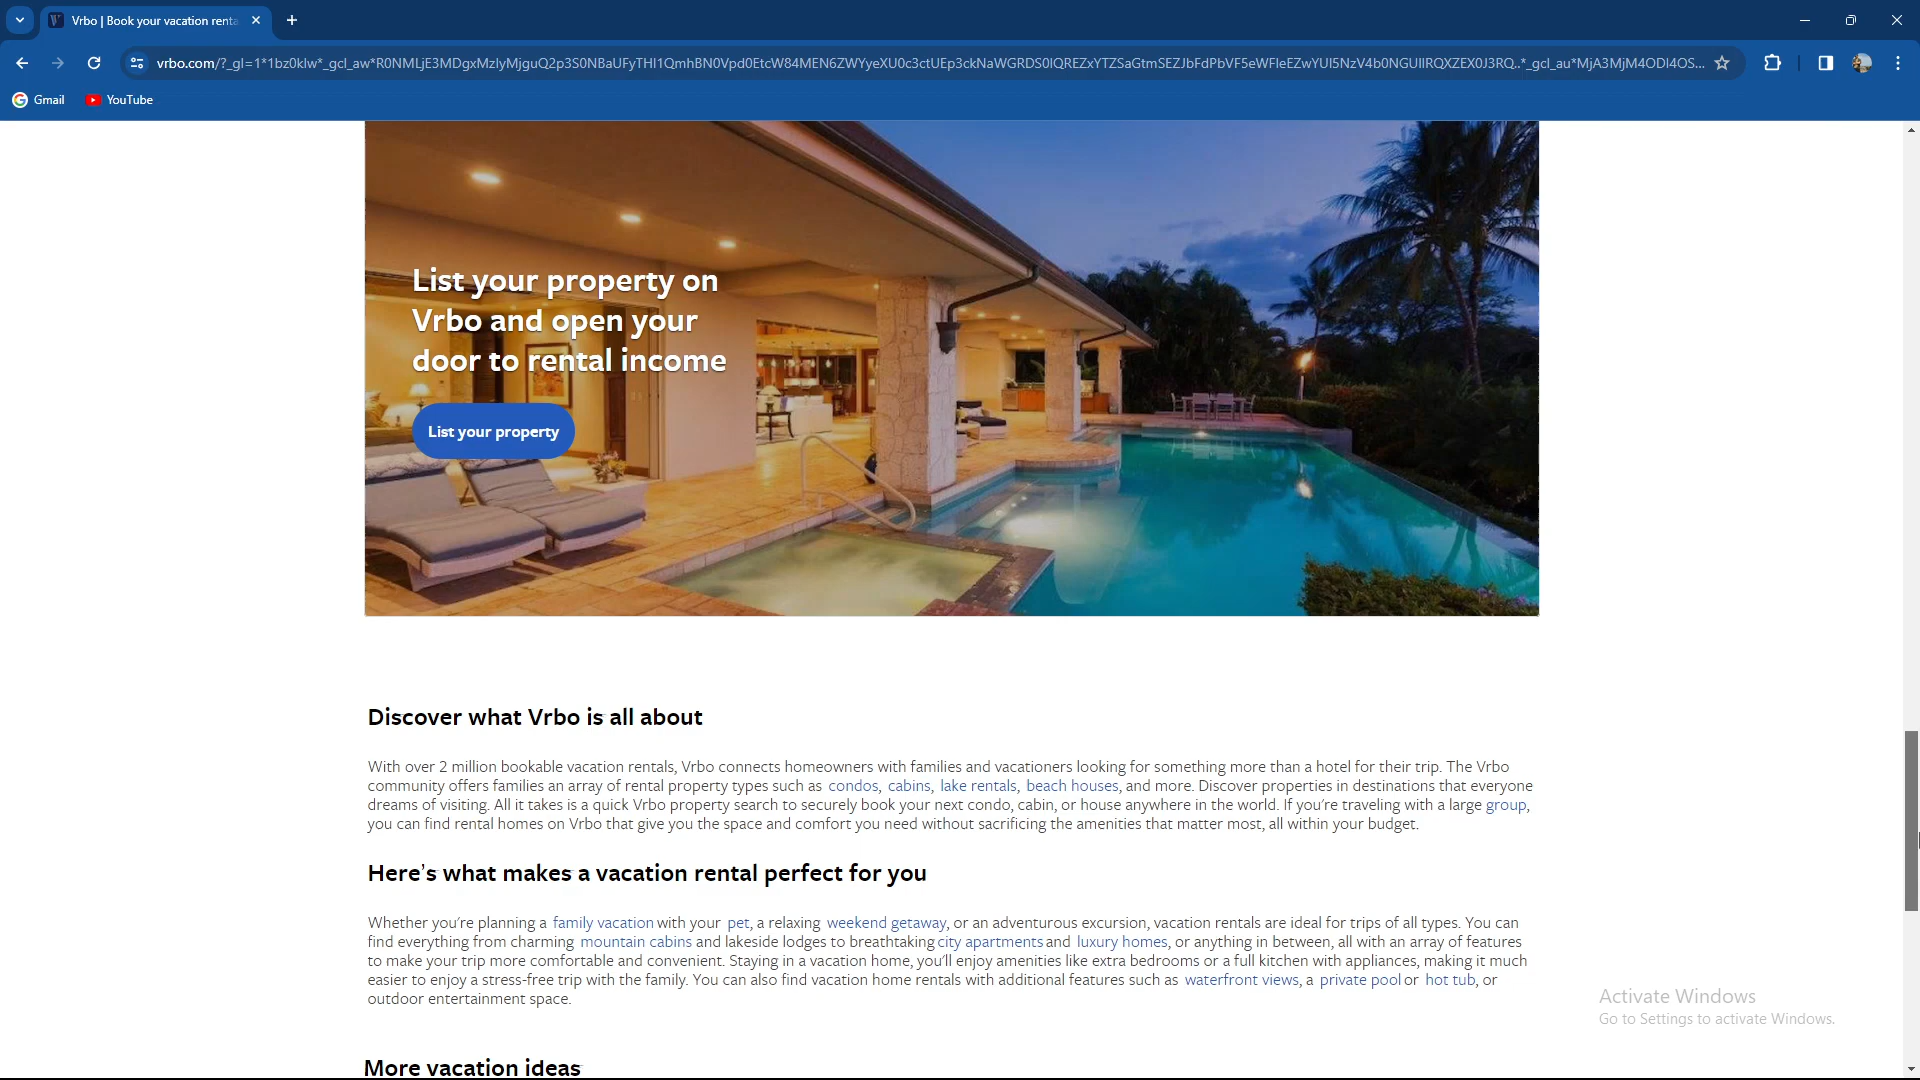 Vrbo | Book your vacation renta
vrbo.com/?_gl=1*1bz0klw*_gcl_aw*
Gmail
YouTube
List your property on
Vrbo and open your
door to rental income
List your property
Discover what Vrbo is all about
With over 2 million bookable vacation rentals, Vrbo connects homeowners with families and vacationers looking for something more than a hotel for their trip. The Vrbo
community offers families an array of rental property types such as condos, cabins, lake rentals, beach houses, and more. Discover properties in destinations that everyone
dreams of visiting. All it takes is a quick Vrbo property search to securely book your next condo, cabin, or house anywhere in the world. If you're traveling with a large group,
you can find rental homes on Vrbo that give you the space and comfort you need without sacrificing the amenities that matter most, all within your budget.
Here's what makes a vacation rental perfect for you
Whether you're planning a family vacation with your pet, a relaxing weekend getaway, or an adventurous excursion, vacation rentals are ideal for trips of all types. You can
find everything from charming mountain cabins and lakeside lodges to breathtaking city apartments and luxury homes, or anything in between, all with an array of features
to make your trip more comfortable and convenient. Staying in a vacation home, you'll enjoy amenities like extra bedrooms or a full kitchen with appliances, making it much
easier to enjoy a stress-free trip with the family. You can also find vacation home rentals with additional features such as waterfront views, a private pool or hot tub, or
outdoor entertainment space.
Activate Windows
Go to Settings to activate Windows.
More vacation ideas